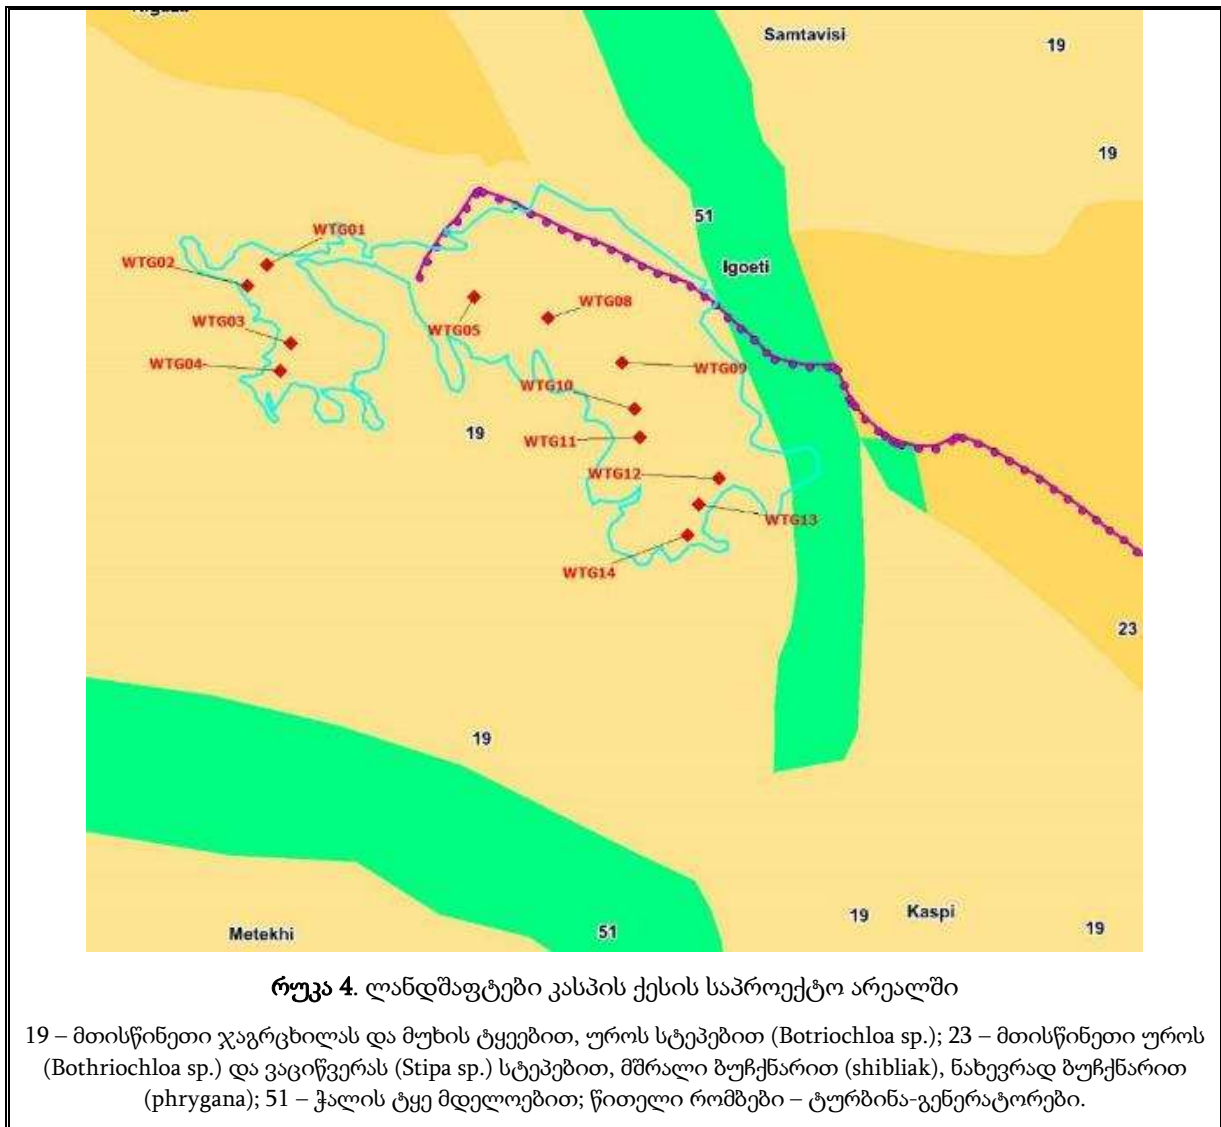 Samtavisi
19
19
51
WTG01
WTG02
Igoeti
WTG08
WTG03
WTG05
WTG04
WTG09
WTG10
19
WTG11
WTG12
WTG13
WTG14
23
19
19
Kaspi
19
Metekhi
51
რუკა 4. ლანდშაფტები კასპის ქესის საპროექტო არეალში
19 – მთისწინეთი ჯაგრცხილას და მუხის ტყეებით, უროს სტეპებით (Botriochloa sp.); 23 – მთისწინეთი უროს
(Bothriochloa sp.) და ვაციწვერას (Stipa sp.) სტეპებით, მშრალი ბუჩქნარით (shibliak), ნახევრად ბუჩქნარით
(phrygana); 51 – ჭალის ტყე მდელოებით; წითელი რომბები – ტურბინა-გენერატორები.